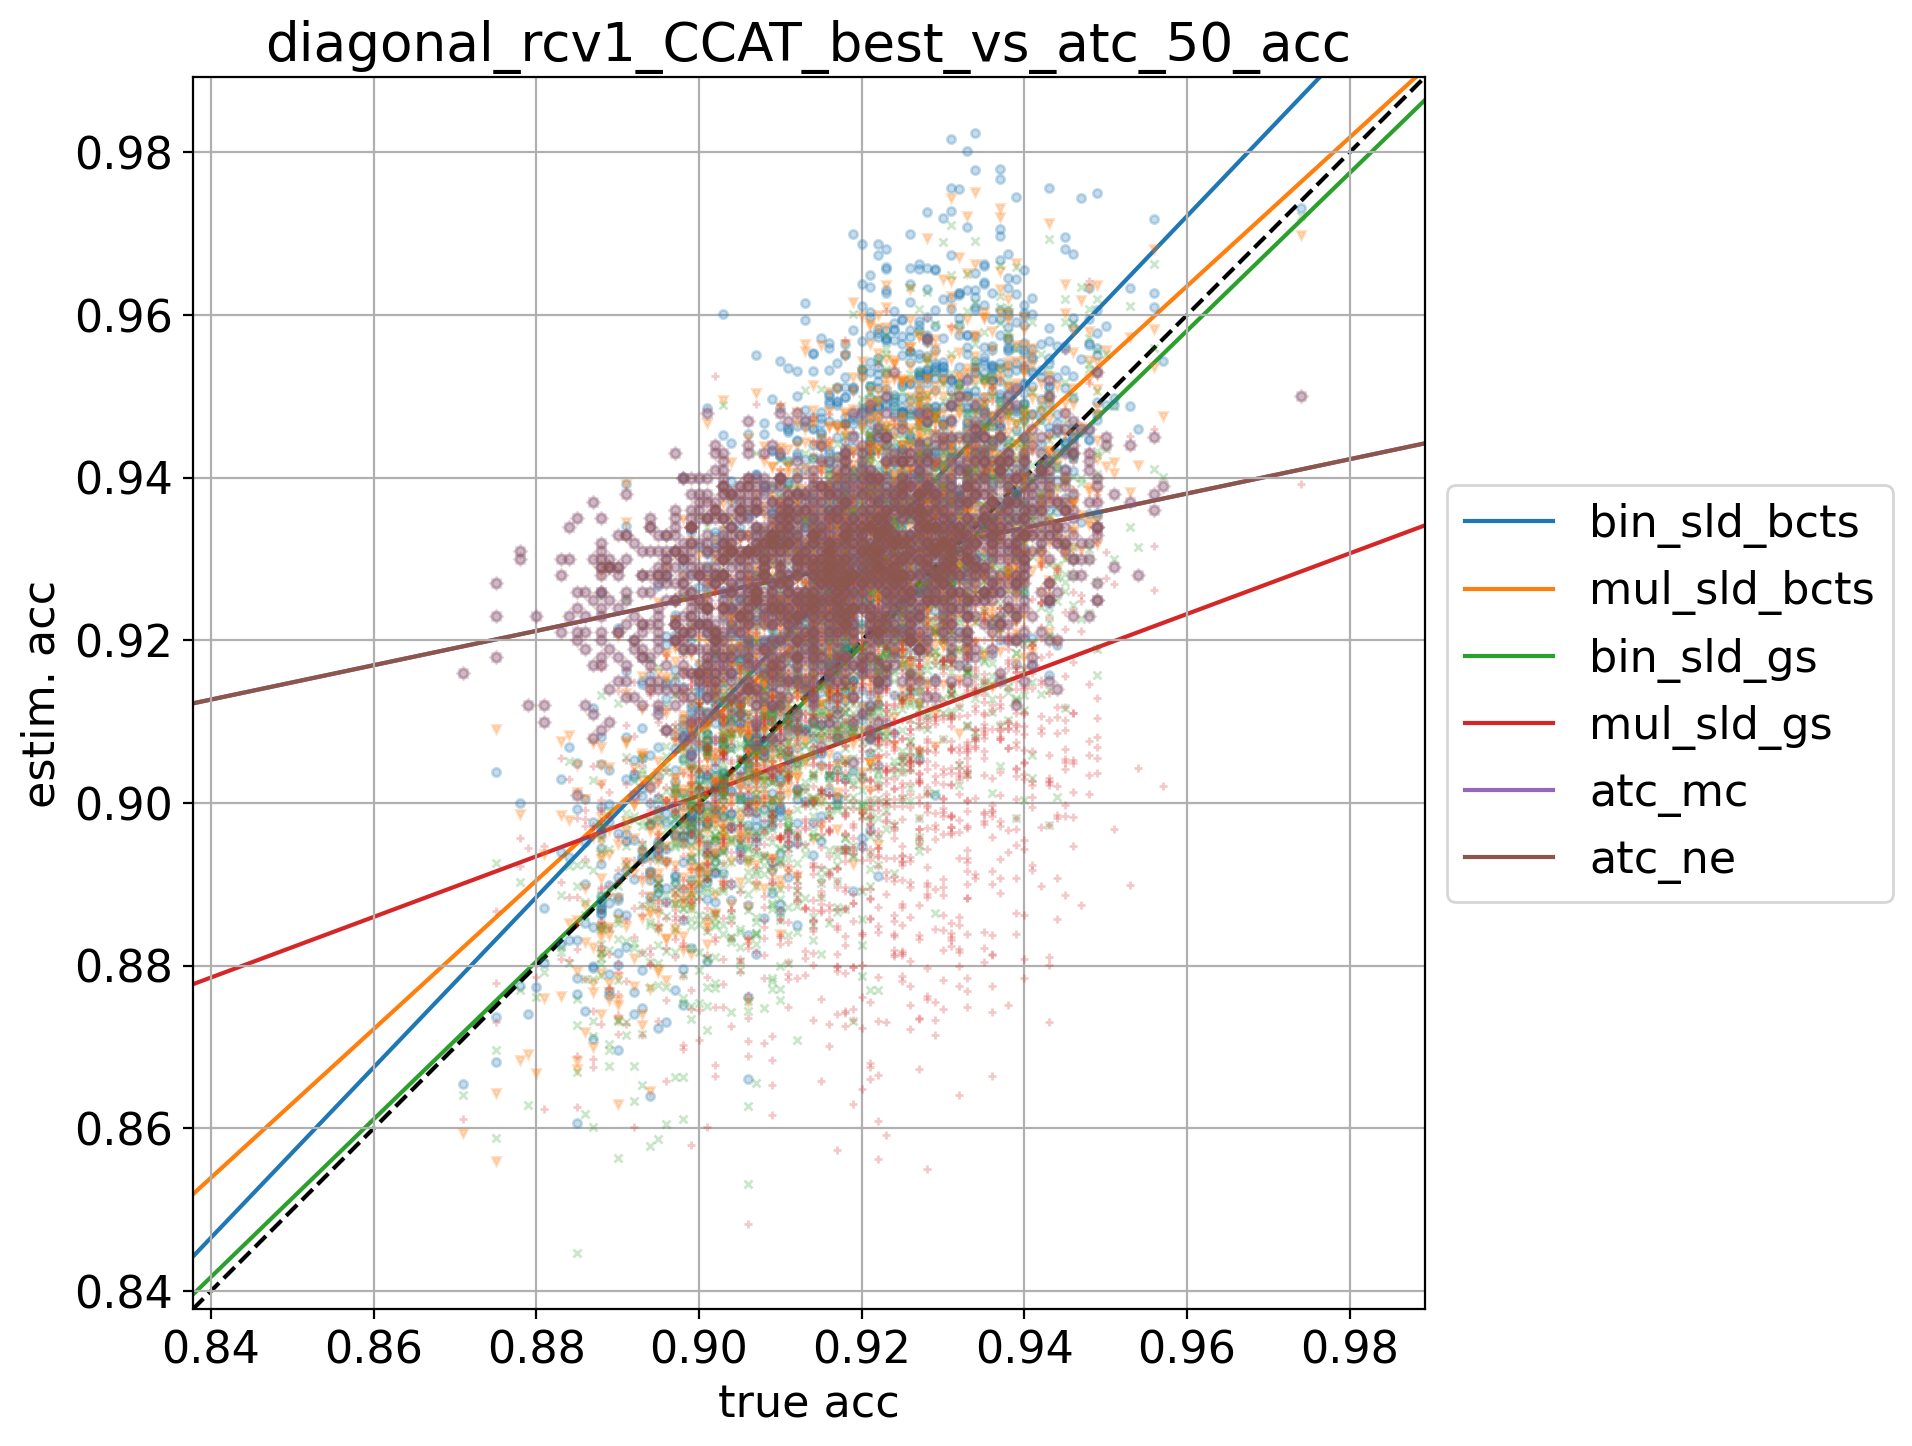 diagonal_rcv1_CCAT_best_vs_atc_50_acc
0.98
0.96
0.94
0.92
0.90
0.88
0.86
0.84
estim. acc
0.84 0.86 0.88 0.90 0.92 0.94 0.96 0.98
true acc
bin_sld_bcts
mul_sld_bcts
bin_sld_gs
mul_sld_gs
atc_mc
atc_ne